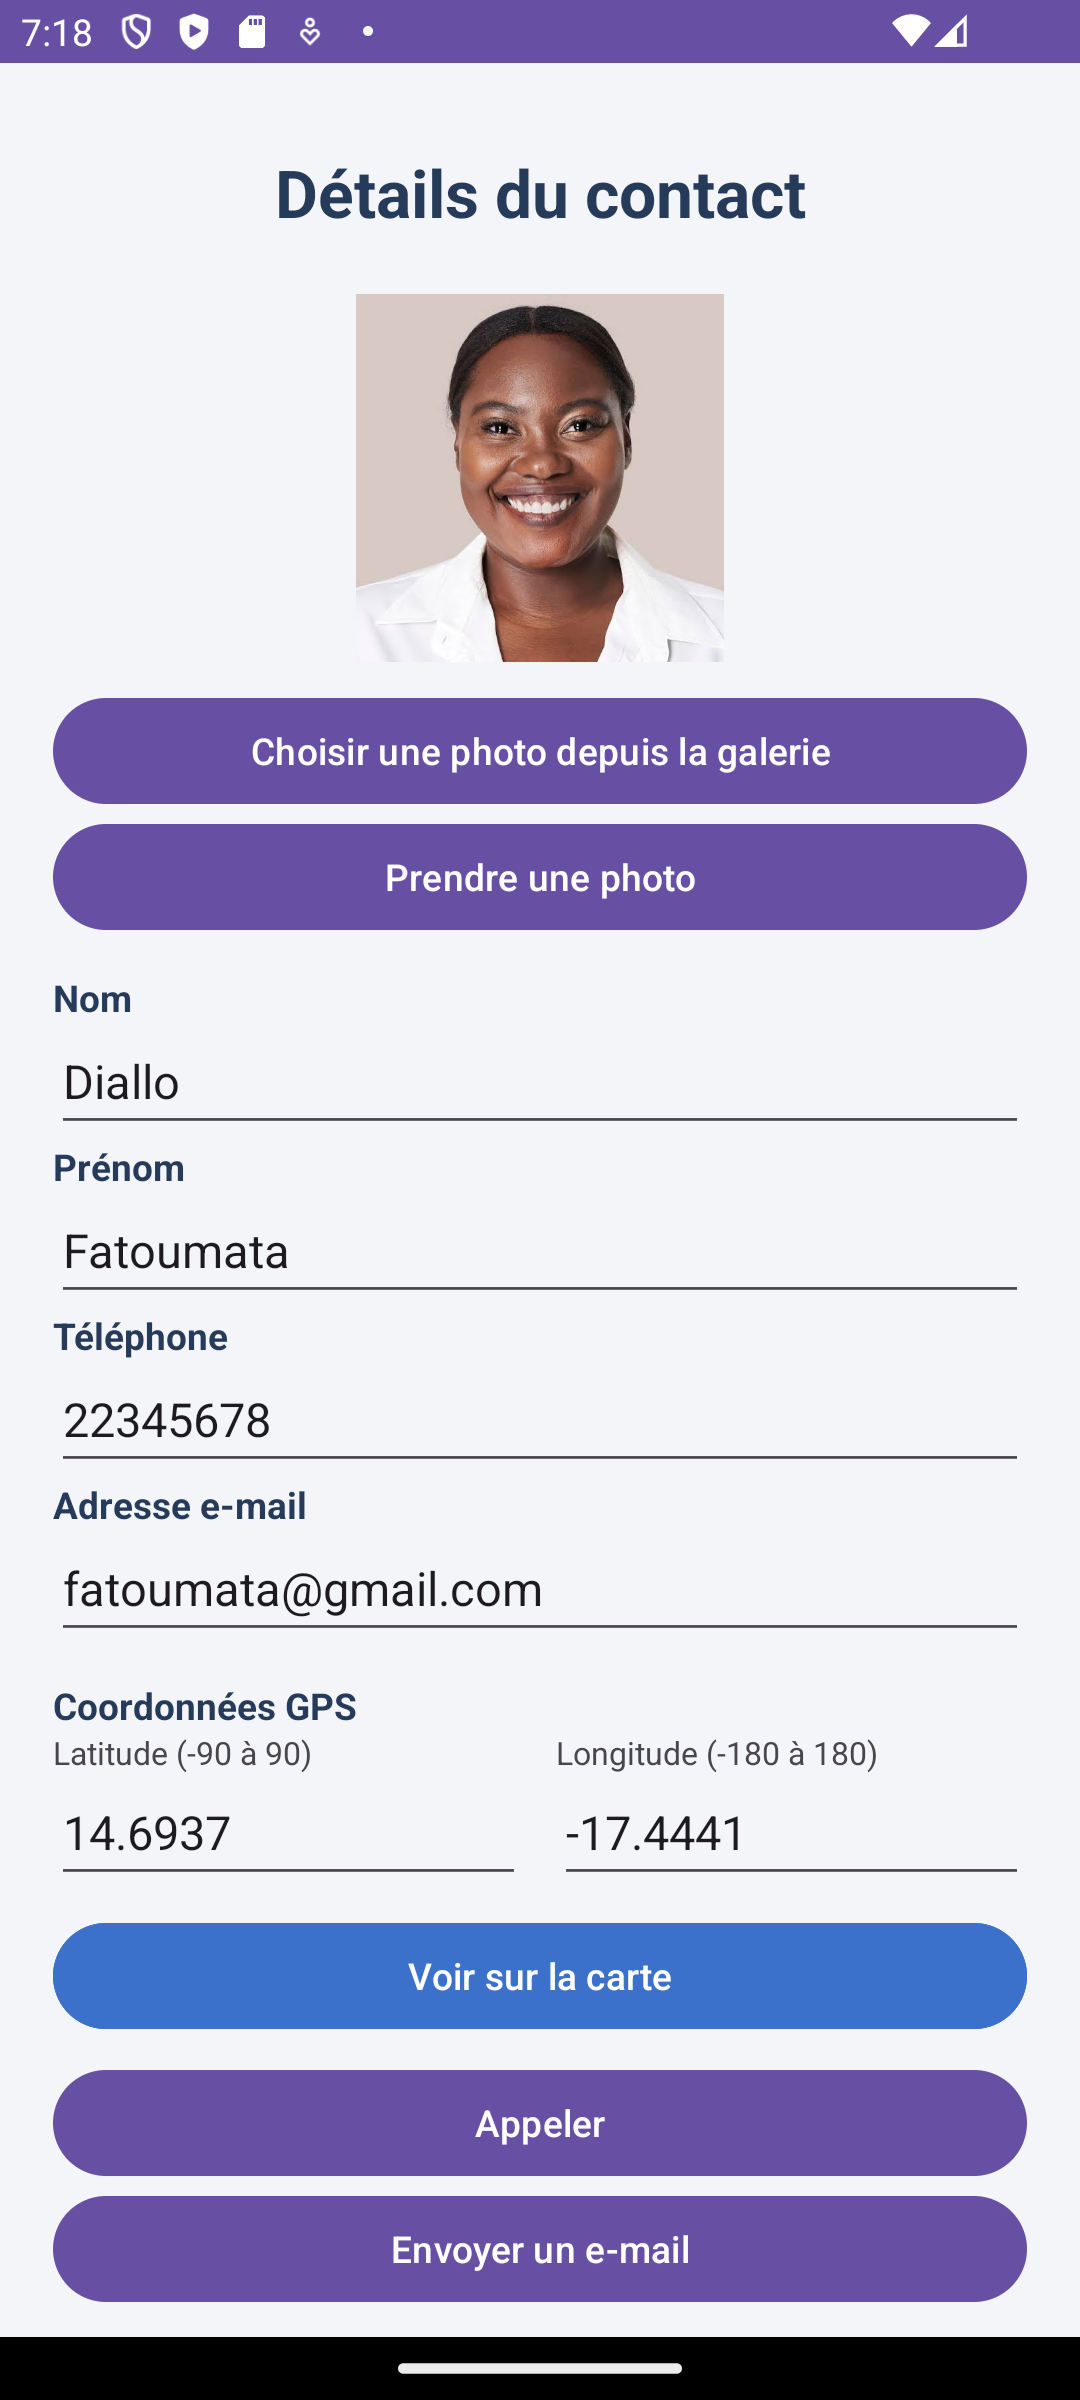 7:18
Détails du contact
Choisir une photo depuis la galerie
Prendre une photo
Nom
Diallo
Prénom
Fatoumata
Téléphone
22345678
Adresse e-mail
fatoumata@gmail.com
Coordonnées GPS
Latitude (-90 à 90) Longitude (-180 à 180)
14.6937 -17.4441
Voir sur la carte
Appeler
Envoyer un e-mail